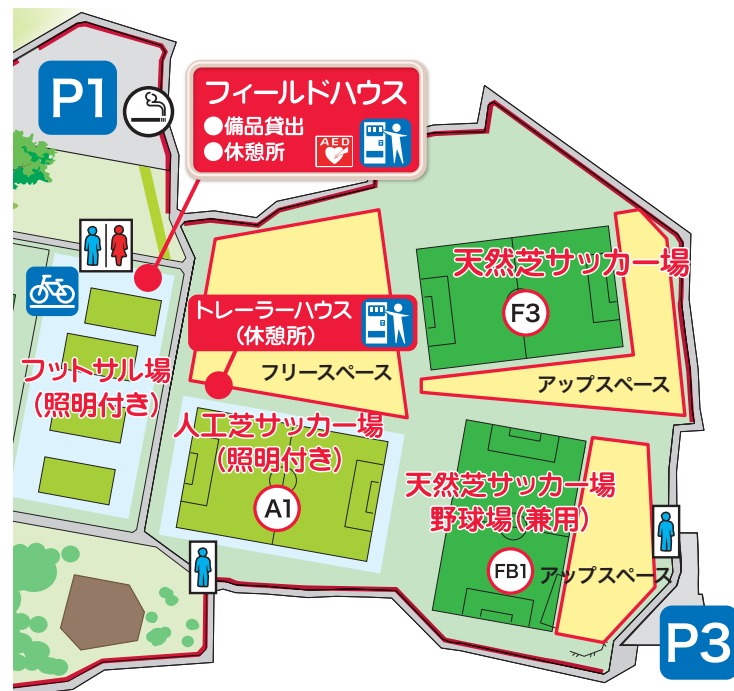 P1
フィールドハウス
●備品貸出
●休憩所
AED
トレーラーハウス
(休憩所)
フリースペース
天然芝サッカー場
F3
アップスペース
フットサル場
(照明付き)
人工芝サッカー場
(照明付き)
A1
天然芝サッカー場
野球場(兼用)
FB1
アップスペース
P3